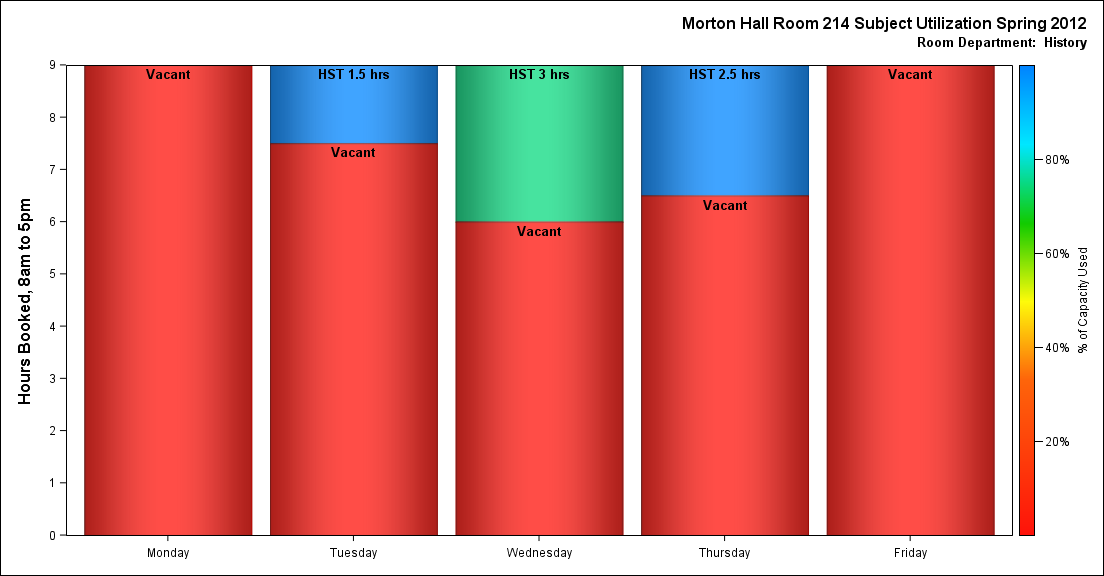 Morton Hall Room 214 Subject Utilization Spring 2012
Room Department: History
Hours Booked, 8am to 5pm
9
8
7
6
5
4
3
2
1
0
Vacant
HST 1.5 hrs
Vacant
HST 3 hrs
Vacant
HST 2.5 hrs
Vacant
Vacant
Monday
Tuesday
Wednesday
Thursday
Friday
80%
60%
40%
20%
% of Capacity Used